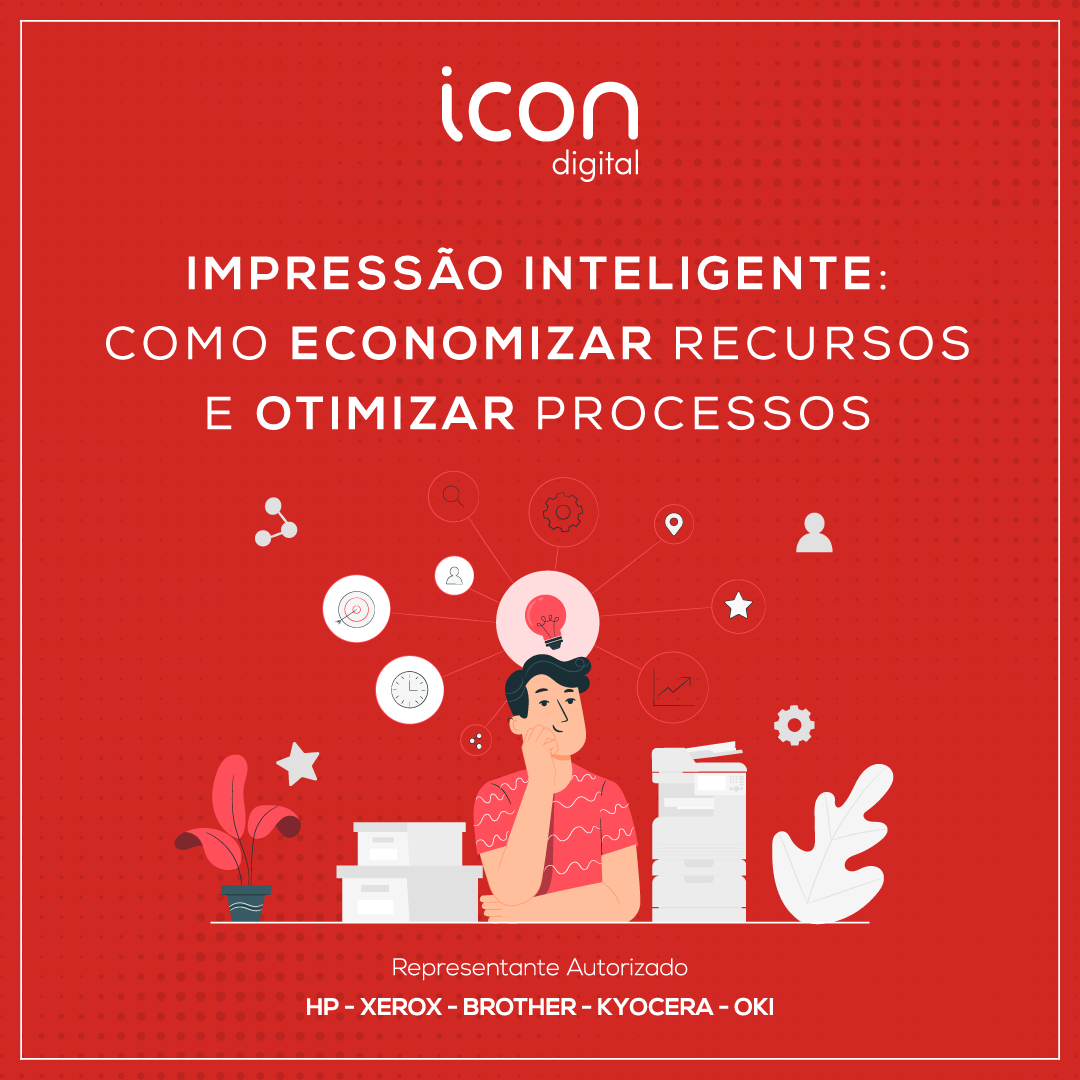 icon
digital
IMPRESSÃO INTELIGENTE:
COMO ECONOMIZAR RECURSOS
E OTIMIZAR PROCESSOS
Representante Autorizado
HP - XEROX - BROTHER - KYOCERA - OKI